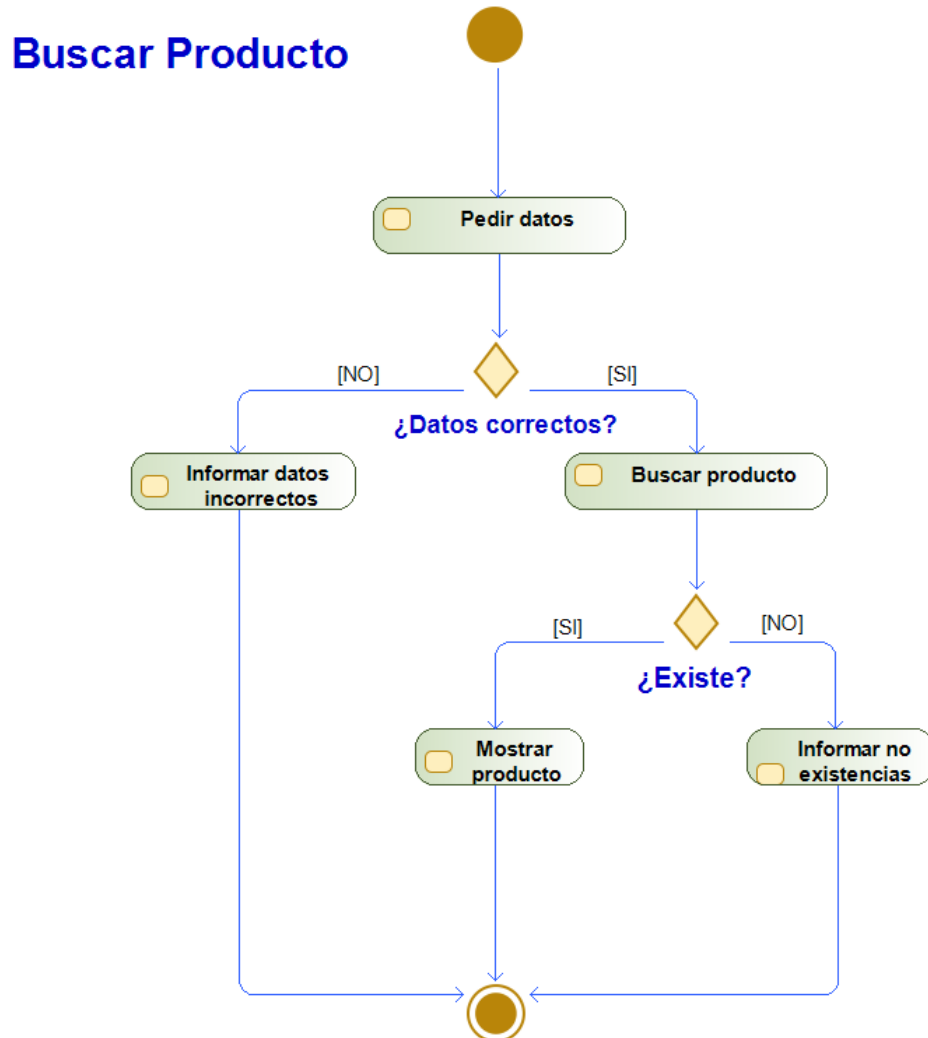 Buscar Producto
Pedir datos
[NO]
[SI]
¿Datos correctos?
Informar datos
incorrectos
Buscar producto
[SI]
[NO]
¿Existe?
Mostrar
producto
Informar no
existencias